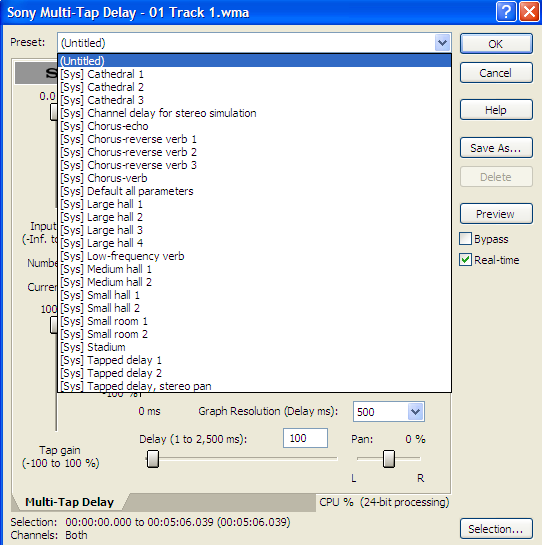 Sony Multi-Tap Delay - 01 Track 1.wma
Preset: (Untitled)
OK
(Untitled)
[Sys] Cathedral 1
[Sys] Cathedral 2
[Sys] Cathedral 3
[Sys] Channel delay for stereo simulation
[Sys] Chorus-echo
[Sys] Chorus-reverse verb 1
[Sys] Chorus-reverse verb 2
[Sys] Chorus-reverse verb 3
[Sys] Chorus-verb
[Sys] Default all parameters
[Sys] Large hall 1
[Sys] Large hall 2
[Sys] Large hall 3
[Sys] Large hall 4
[Sys] Low-frequency verb
[Sys] Medium hall 1
[Sys] Medium hall 2
[Sys] Small hall 1
[Sys] Small hall 2
[Sys] Small room 1
[Sys] Small room 2
[Sys] Stadium
[Sys] Tapped delay 1
[Sys] Tapped delay 2
[Sys] Tapped delay, stereo pan
Cancel
Help
Save As...
Delete
Preview
Bypass
Real-time
S
0.0
Input
(-Inf. to
Numbe
Current
100
-100 %
0 ms
Graph Resolution (Delay ms): 500
Delay (1 to 2,500 ms): 100
Pan: 0 %
Tap gain
(-100 to 100 %)
L R
Multi-Tap Delay
CPU % (24-bit processing)
Selection: 00:00:00.000 to 00:05:06.039 (00:05:06.039)
Channels: Both
Selection...